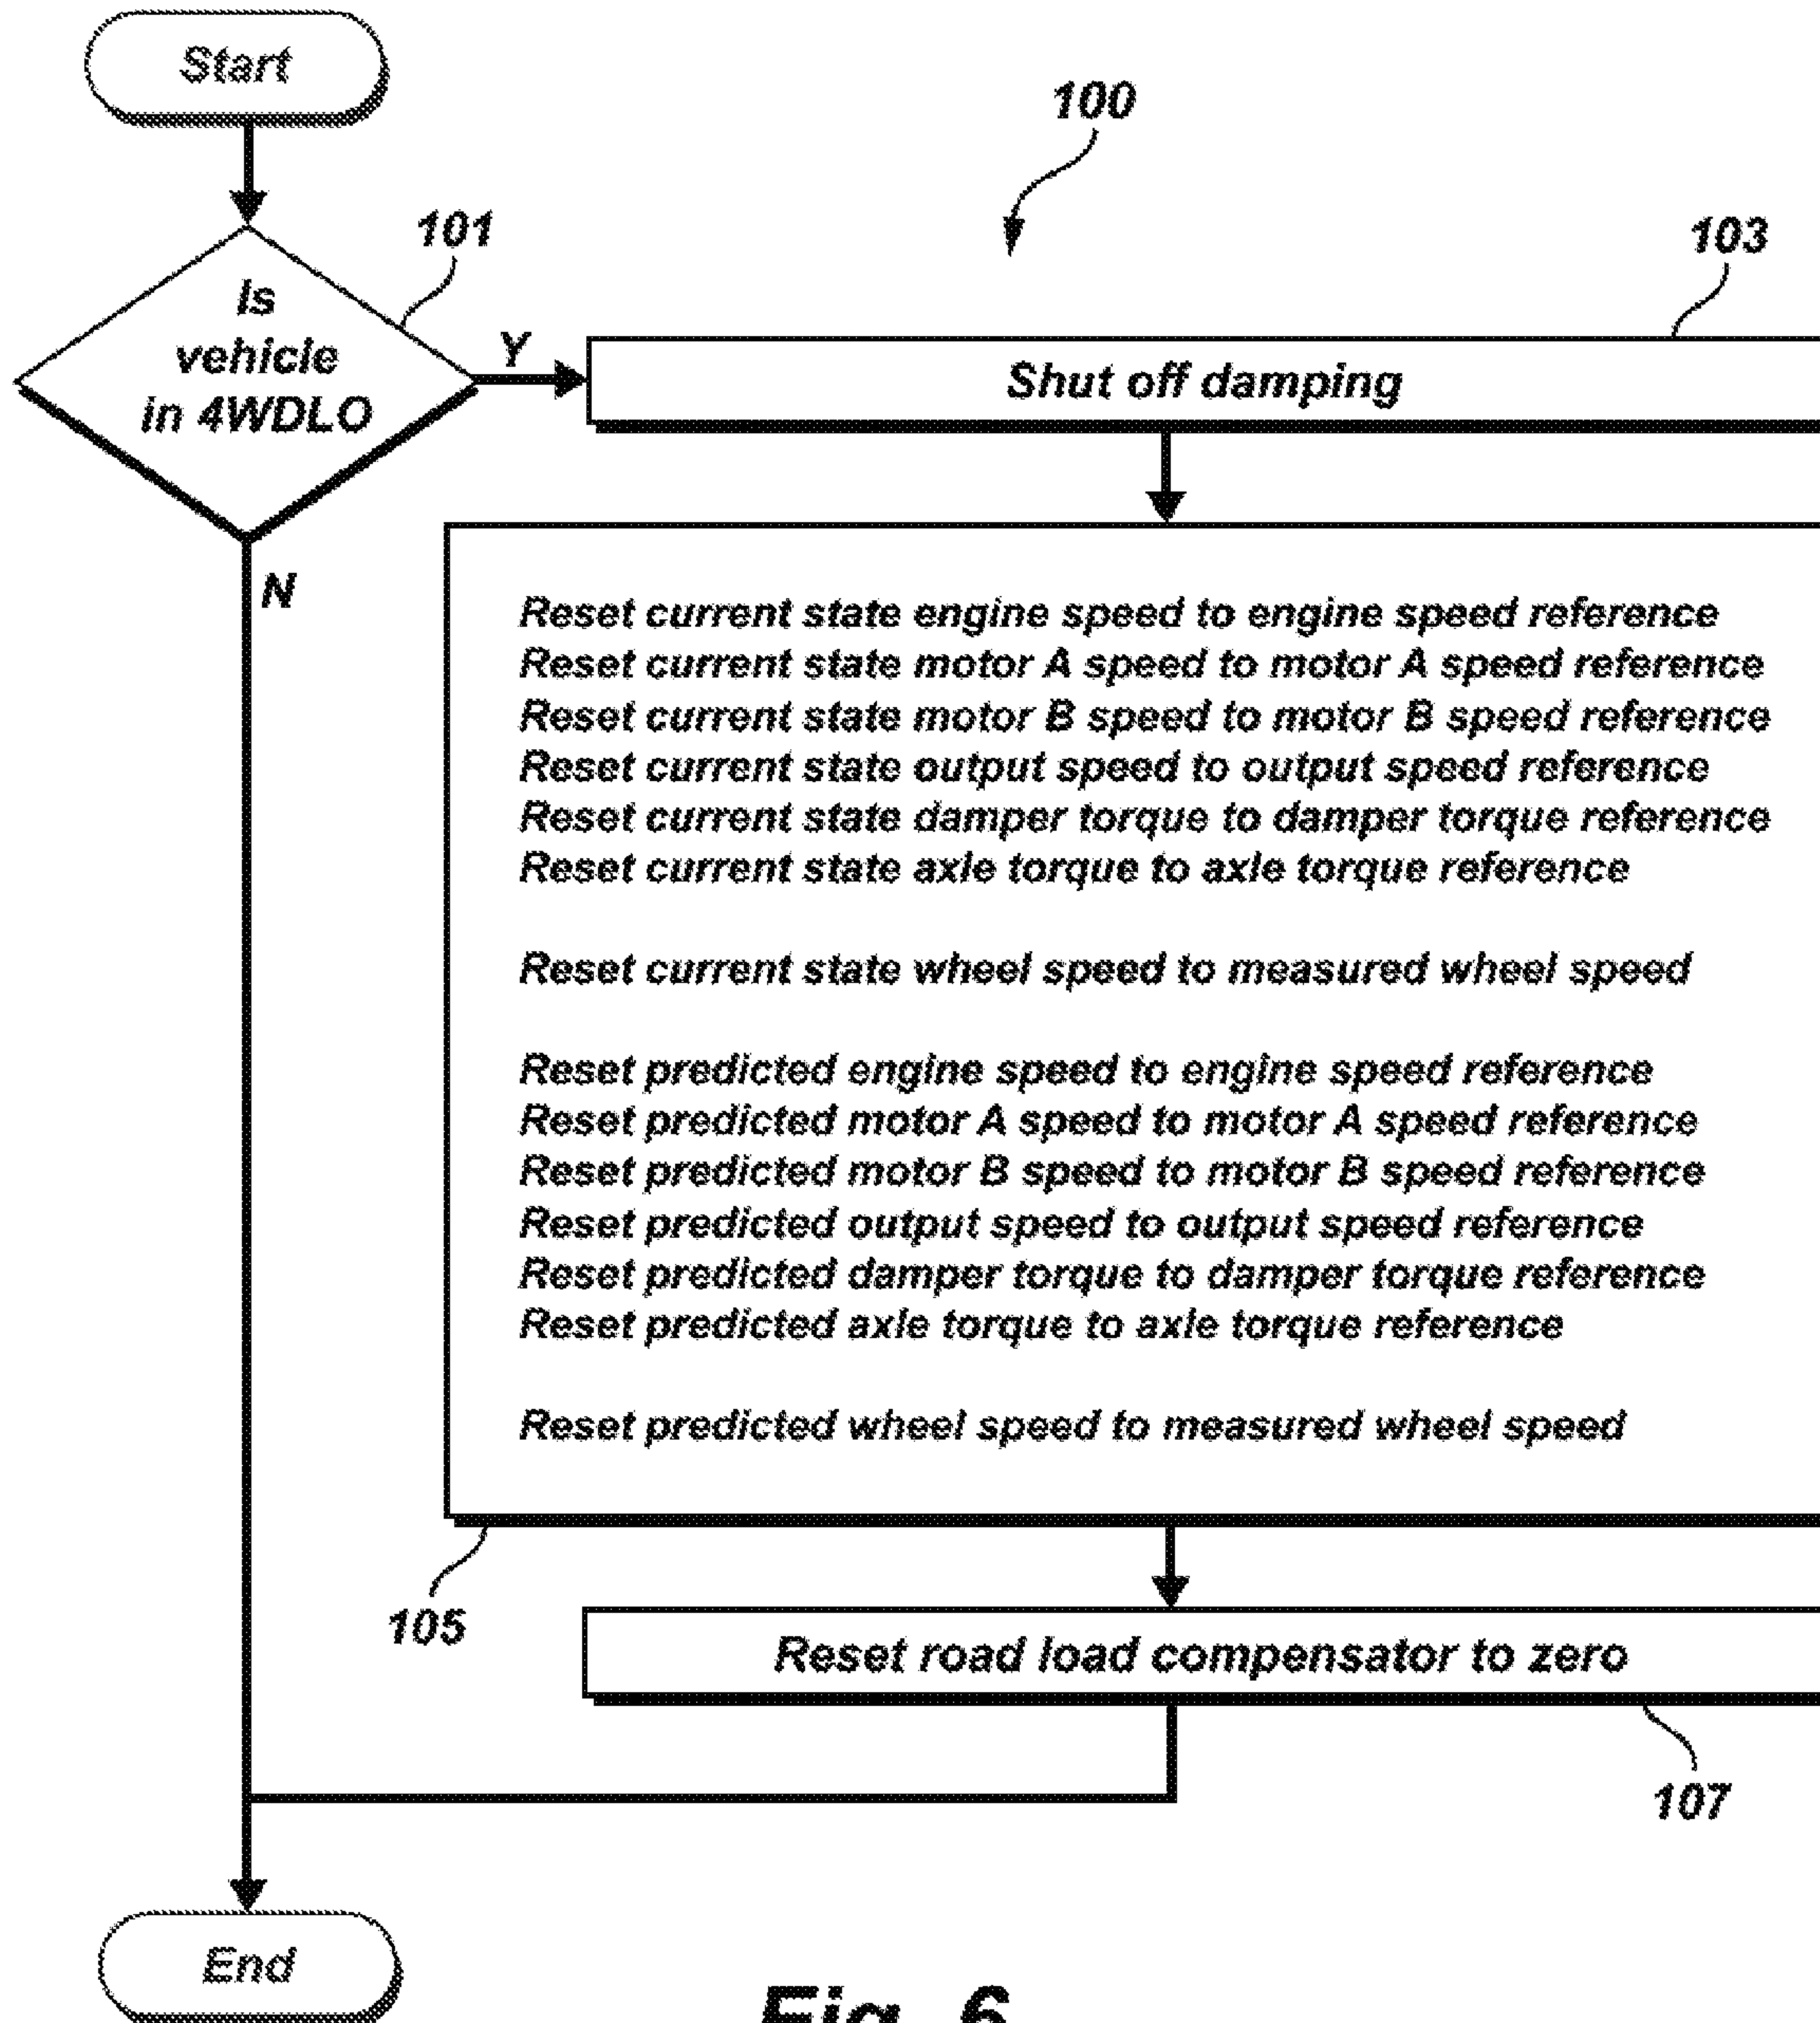 Start
100
101
103
Is
vehicle
in 4WDLO
Y
Shut off damping
N
Reset current state engine speed to engine speed reference
Reset current state motor A speed to motor A speed reference
Reset current state motor B speed to motor B speed reference
Reset current state output speed to output speed reference
Reset current state damper torque to damper torque reference
Reset current state axle torque to axle torque reference
Reset current state wheel speed to measured wheel speed
Reset predicted engine speed to engine speed reference
Reset predicted motor A speed to motor A speed reference
Reset predicted motor B speed to motor B speed reference
Reset predicted output speed to output speed reference
Reset predicted damper torque to damper torque reference
Reset predicted axle torque to axle torque reference
Reset predicted wheel speed to measured wheel speed
105
Reset road load compensator to zero
107
End
Fig. 6